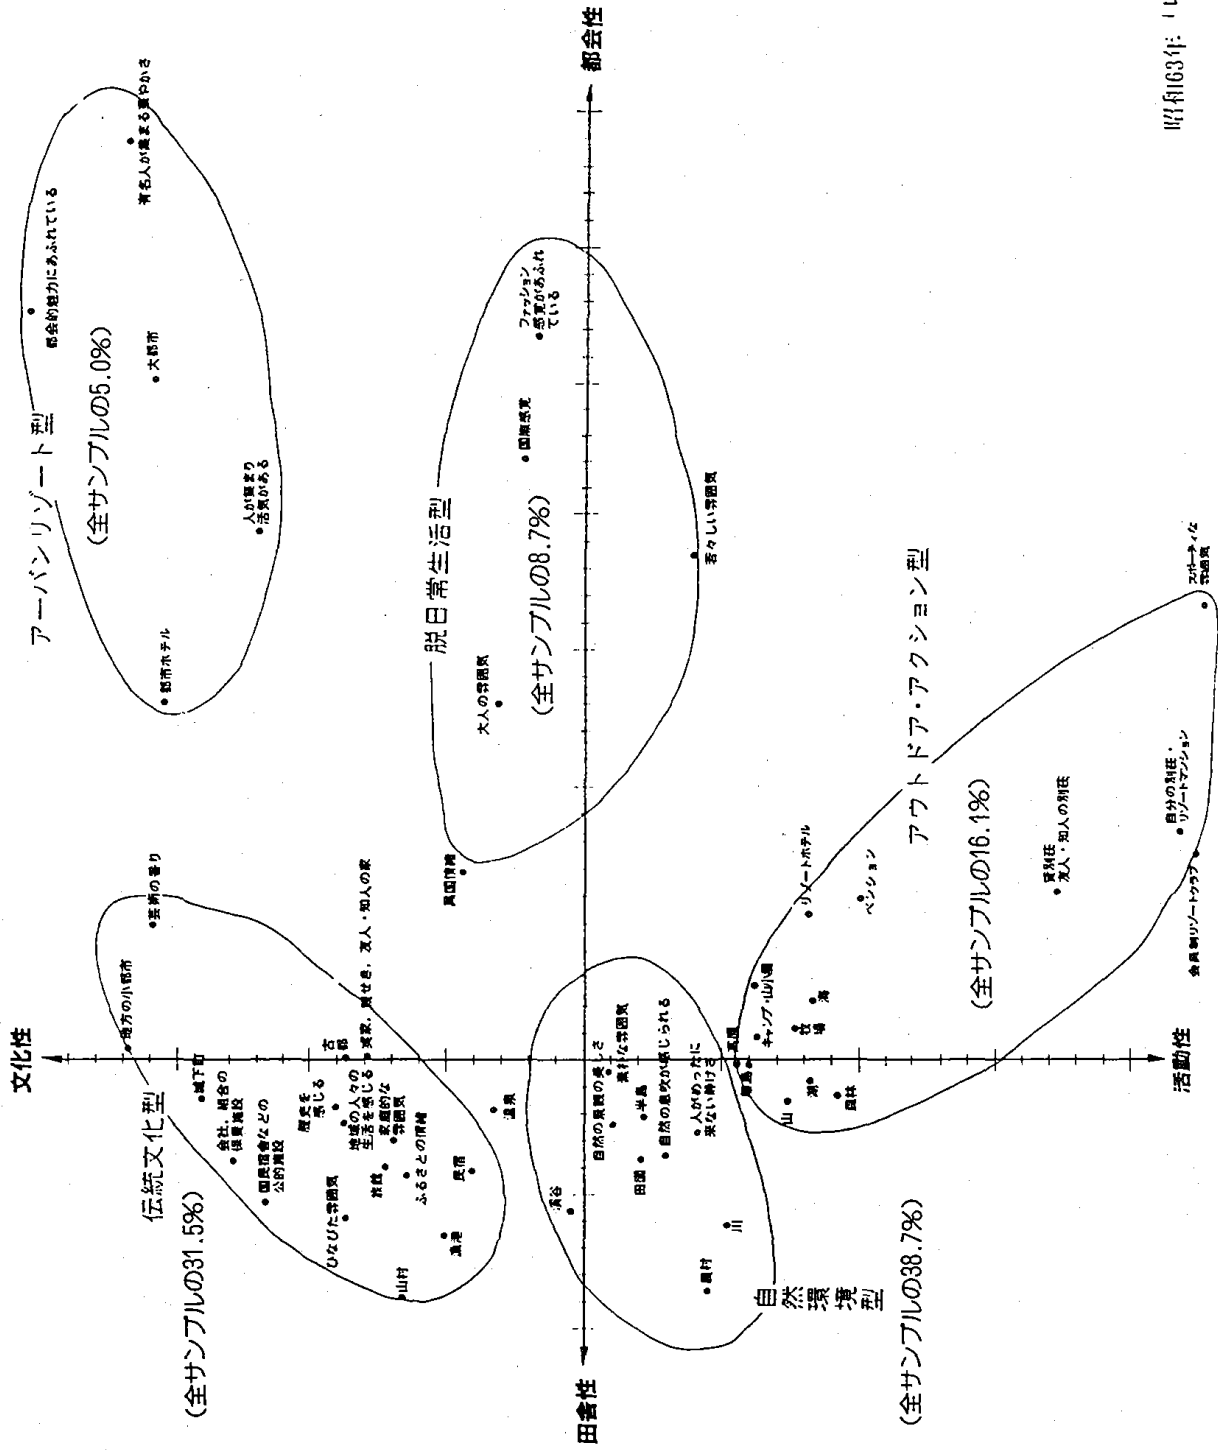 文化性
活動性
田舎性
都会性
伝統文化型
(全サンプルの31.5%)
地方の小都市
芸術の香り
城下町
会社、組合の
保養施設
国民宿舎などの
公的施設
歴史を
感じる
古
都
実家、親せき、友人・知人の家
地域の人々の
生活を感じる
家庭的な
雰囲気
ひなびた雰囲気
旅館
ふるさとの情緒
民宿
漁港
山村
温泉
異国情緒
アーバンリゾート型
(全サンプルの5.0%)
都会的魅力にあふれている
有名人が集まる華やかさ
大都市
人が集まり
活気がある
都市ホテル
脱日常生活型
(全サンプルの8.7%)
ファッション
感覚があふれ
ている
国際感覚
大人の雰囲気
若々しい雰囲気
自然環境型
(全サンプルの38.7%)
渓谷
自然の景観の美しさ
素朴な雰囲気
半島
田園
自然の息吹が感じられる
人がめったに
来ない静けさ
川
農村
アウトドア・アクション型
(全サンプルの16.1%)
高原
離島
キャンプ・山小屋
牧
場
海
山
湖
森林
リゾートホテル
ペンション
貸別荘
友人・知人の別荘
自分の別荘・
リゾートマンション
会員制リゾートクラブ
スポーティな
雰囲気
昭和63年